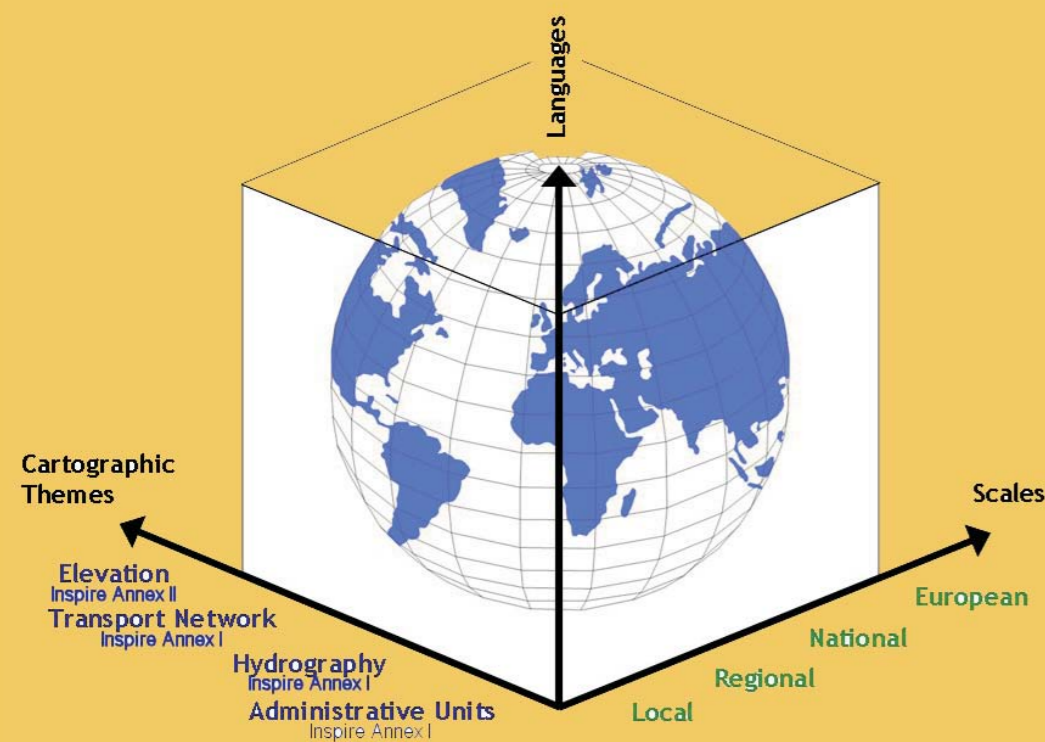 Languages
Cartographic
Themes
Scales
Elevation
Inspire Annex II
Transport Network
Inspire Annex I
Hydrography
Inspire Annex I
Administrative Units
Inspire Annex I
European
National
Regional
Local